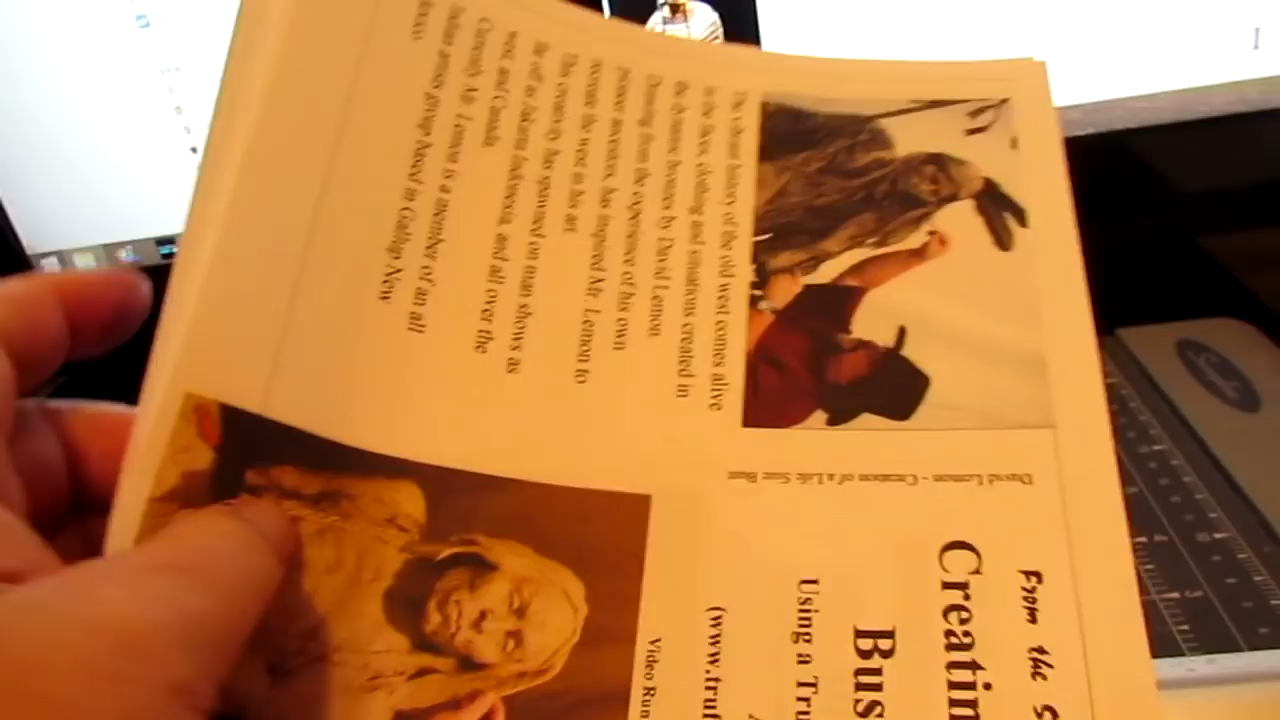 The vibrant history of the old west comes alive
in the faces, clothing and situations created in
the dynamic bronzes by David Lemon.
Drawing from the experience of his own
pioneer ancestors, has inspired Mr. Lemon to
recreate the west in his art.
This creativity has spawned on man shows as
far off as Jakarta Indonesia, and all over the
west and Canada.
Currently Mr. Lemon is a member of an all
Indian artists group based in Gallup New
David Lemon - Creation of a Life Size Bust
From the S
Creatin
Bus
Using a Tru
(www.truf
Video Run